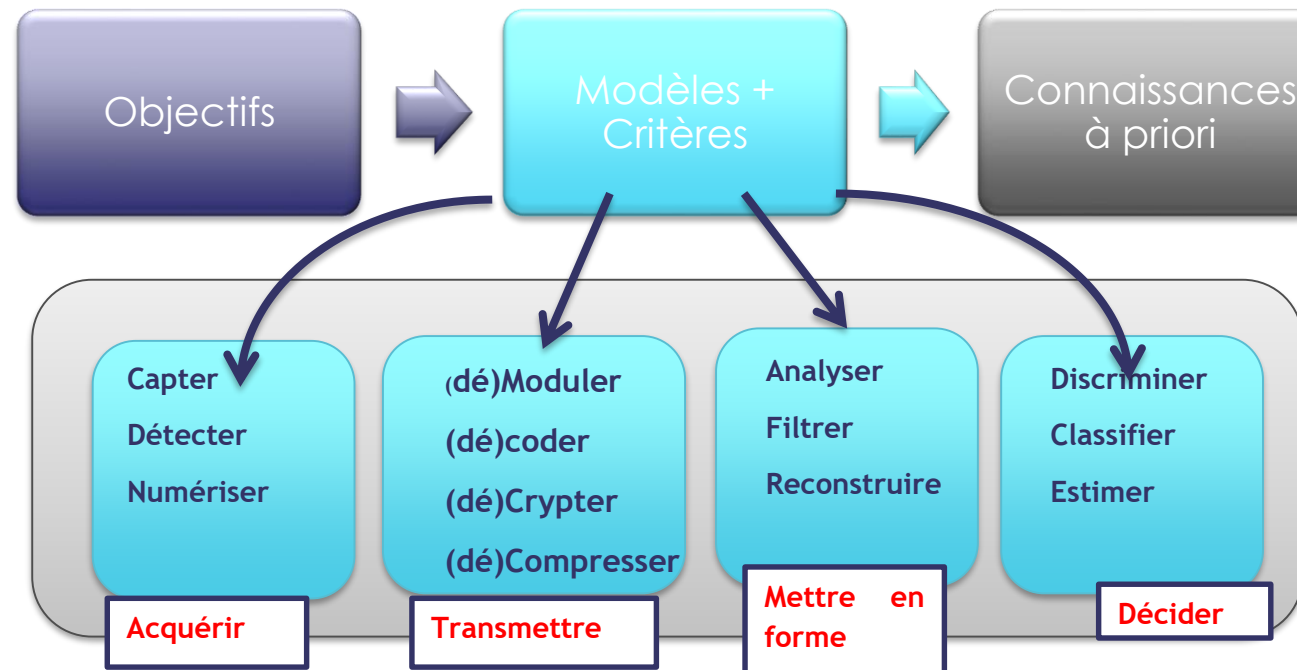 Objectifs
Modèles +
Critères
Connaissances
à priori
Capter
Détecter
Numériser
Acquérir
(dé)Moduler
(dé)coder
(dé)Crypter
(dé)Compresser
Transmettre
Analyser
Filtrer
Reconstruire
Mettre en
forme
Discriminer
Classifier
Estimer
Décider